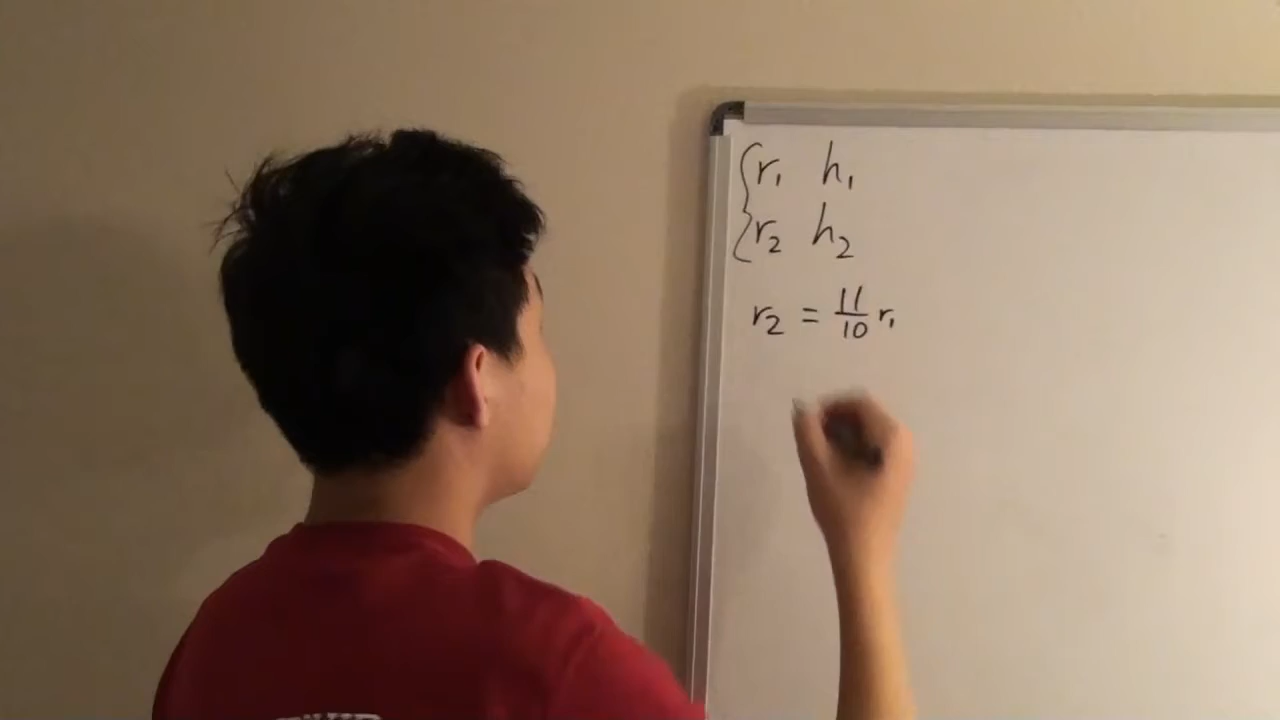 {r₁ h₁
{r₂ h₂
r₂ = 11/10 r₁